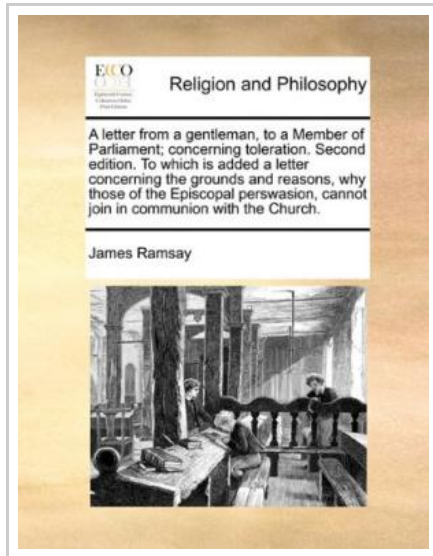 ECCO
Religion and Philosophy
A letter from a gentleman, to a Member of
Parliament; concerning toleration. Second
edition. To which is added a letter
concerning the grounds and reasons, why
those of the Episcopal perswasion, cannot
join in communion with the Church.
James Ramsay